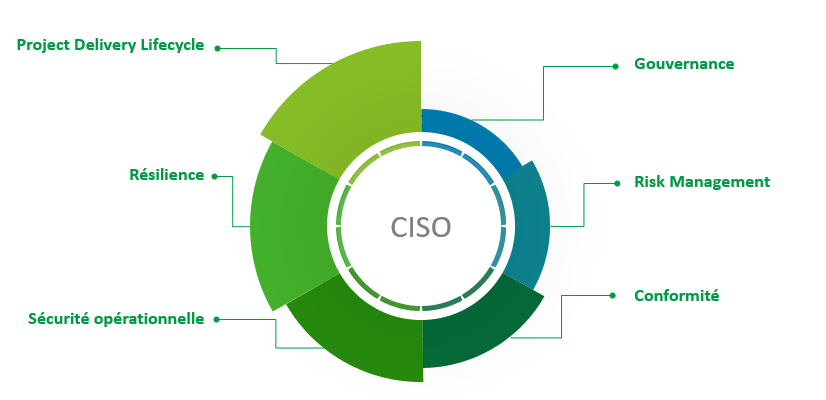 Project Delivery Lifecycle
Gouvernance
Résilience
Risk Management
CISO
Sécurité opérationnelle
Conformité